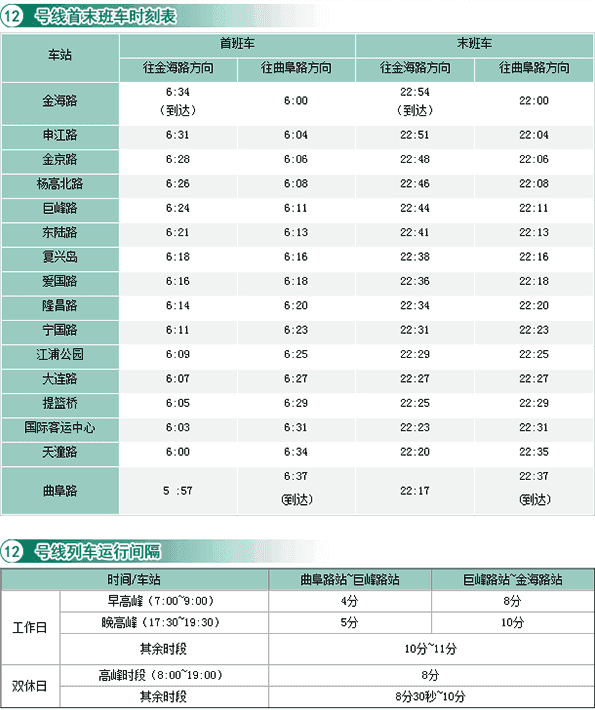 12 号线首末班车时刻表
车站 首班车 末班车
往金海路方向 往曲阜路方向 往金海路方向 往曲阜路方向
金海路 6:34 (到达) 6:00 22:54 (到达) 22:00
申江路 6:31 6:04 22:51 22:04
金京路 6:28 6:06 22:48 22:06
杨高北路 6:26 6:08 22:46 22:08
巨峰路 6:24 6:11 22:44 22:11
东陆路 6:21 6:13 22:41 22:13
复兴岛 6:18 6:16 22:38 22:16
爱国路 6:16 6:18 22:36 22:18
隆昌路 6:14 6:20 22:34 22:20
宁国路 6:11 6:23 22:31 22:23
江浦公园 6:09 6:25 22:29 22:25
大连路 6:07 6:27 22:27 22:27
提篮桥 6:05 6:29 22:25 22:29
国际客运中心 6:03 6:31 22:23 22:31
天潼路 6:00 6:34 22:20 22:35
曲阜路 5 :57 6:37 (到达) 22:17 22:37 (到达)
12 号线列车运行间隔
时间/车站 曲阜路站~巨峰路站 巨峰路站~金海路站
工作日 早高峰(7:00~9:00) 4分 8分
晚高峰(17:30~19:30) 5分 10分
其余时段 10分~11分
双休日 高峰时段(8:00~19:00) 8分
其余时段 8分30秒~10分